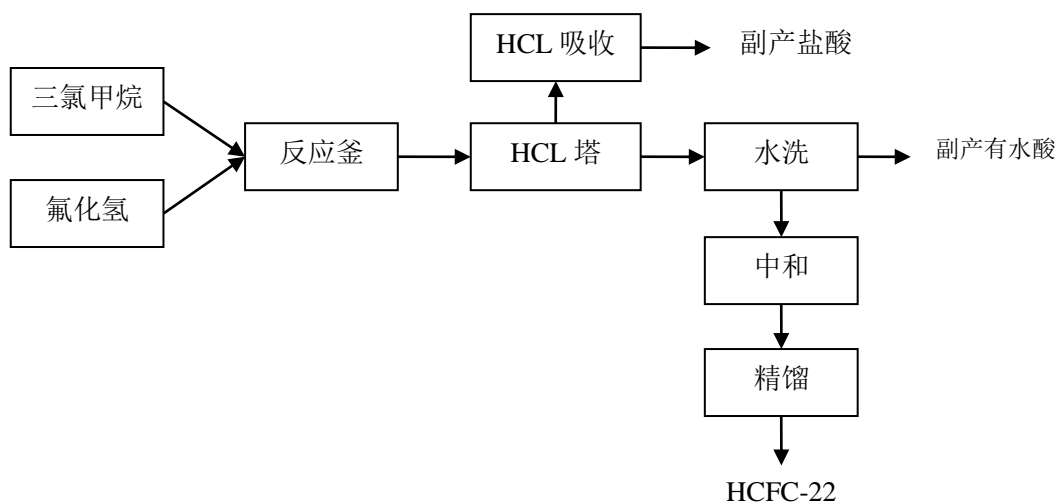 HCL 吸收
副产盐酸
三氯甲烷
反应釜
HCL 塔
水洗
副产有水酸
氟化氢
中和
精馏
HCFC-22